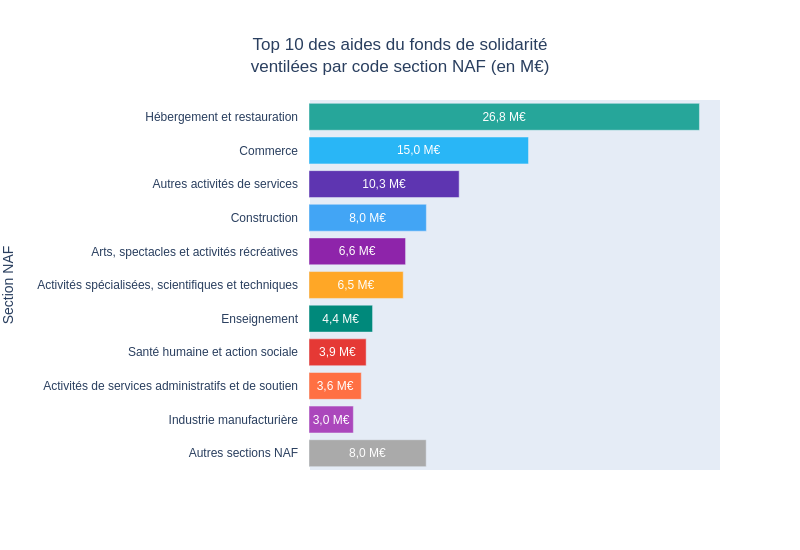 Top 10 des aides du fonds de solidarité
ventilées par code section NAF (en M€)
Section NAF
Hébergement et restauration 26,8 M€
Commerce 15,0 M€
Autres activités de services 10,3 M€
Construction 8,0 M€
Arts, spectacles et activités récréatives 6,6 M€
Activités spécialisées, scientifiques et techniques 6,5 M€
Enseignement 4,4 M€
Santé humaine et action sociale 3,9 M€
Activités de services administratifs et de soutien 3,6 M€
Industrie manufacturière 3,0 M€
Autres sections NAF 8,0 M€